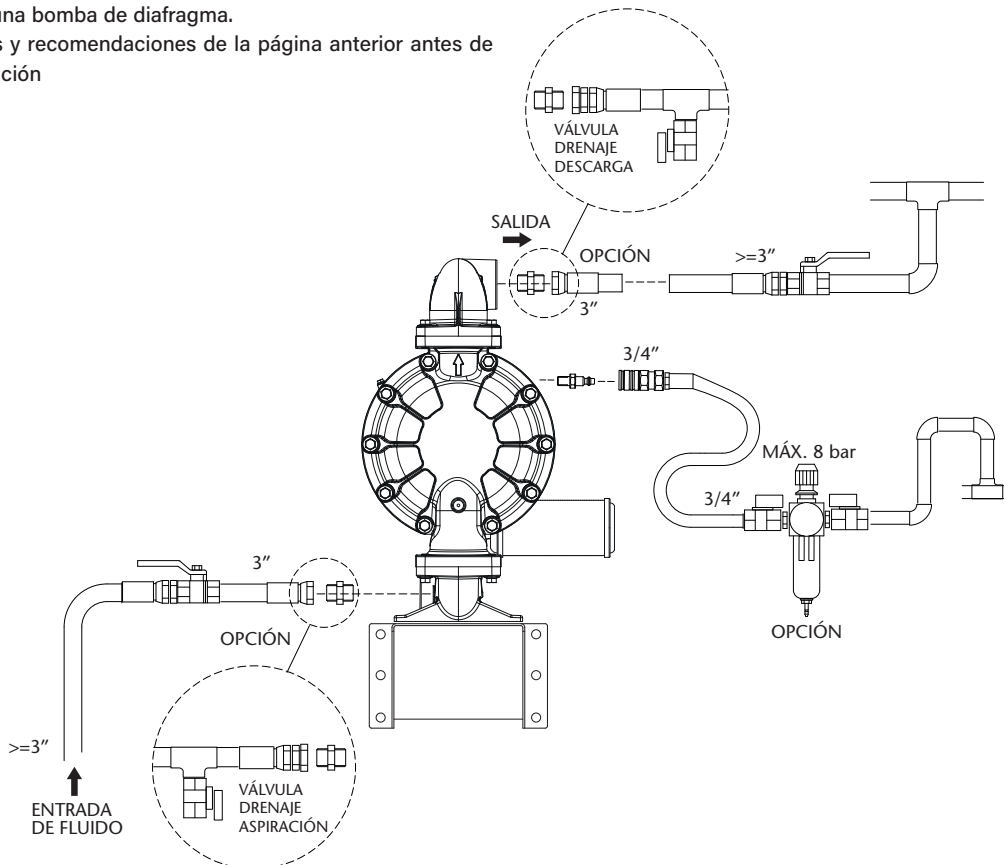 una bomba de diafragma.
y recomendaciones de la página anterior antes de
VÁLVULA
DRENAJE
DESCARGA
SALIDA
OPCIÓN
>=3"
3"
3/4"
MÁX. 8 bar
3/4"
OPCIÓN
3"
OPCIÓN
>=3"
ENTRADA
DE FLUIDO
VÁLVULA
DRENAJE
ASPIRACIÓN